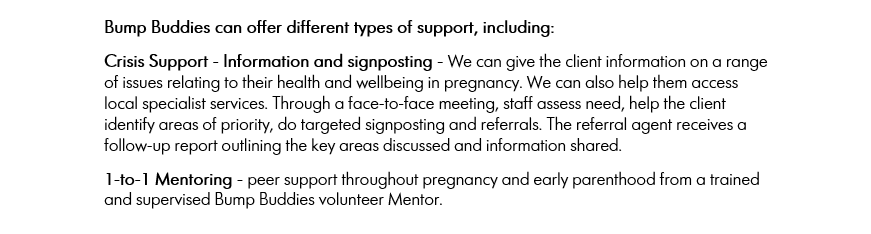 Bump Buddies can offer different types of support, including:
Crisis Support - Information and signposting - We can give the client information on a range
of issues relating to their health and wellbeing in pregnancy. We can also help them access
local specialist services. Through a face-to-face meeting, staff assess need, help the client
identify areas of priority, do targeted signposting and referrals. The referral agent receives a
follow-up report outlining the key areas discussed and information shared.
1-to-1 Mentoring - peer support throughout pregnancy and early parenthood from a trained
and supervised Bump Buddies volunteer Mentor.